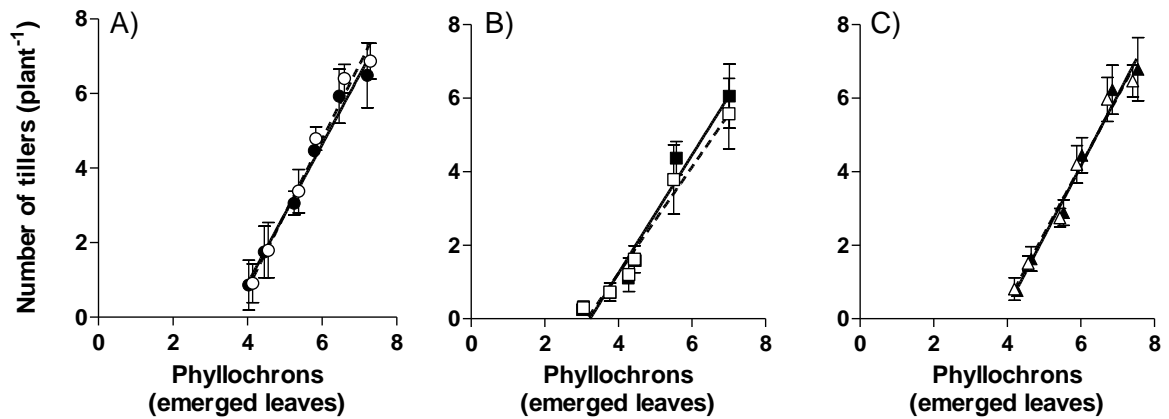 Number of tillers (plant⁻¹)
A)
8
6
4
2
0
0 2 4 6 8
Phyllochrons
(emerged leaves)
B)
8
6
4
2
0
0 2 4 6 8
Phyllochrons
(emerged leaves)
C)
8
6
4
2
0
0 2 4 6 8
Phyllochrons
(emerged leaves)